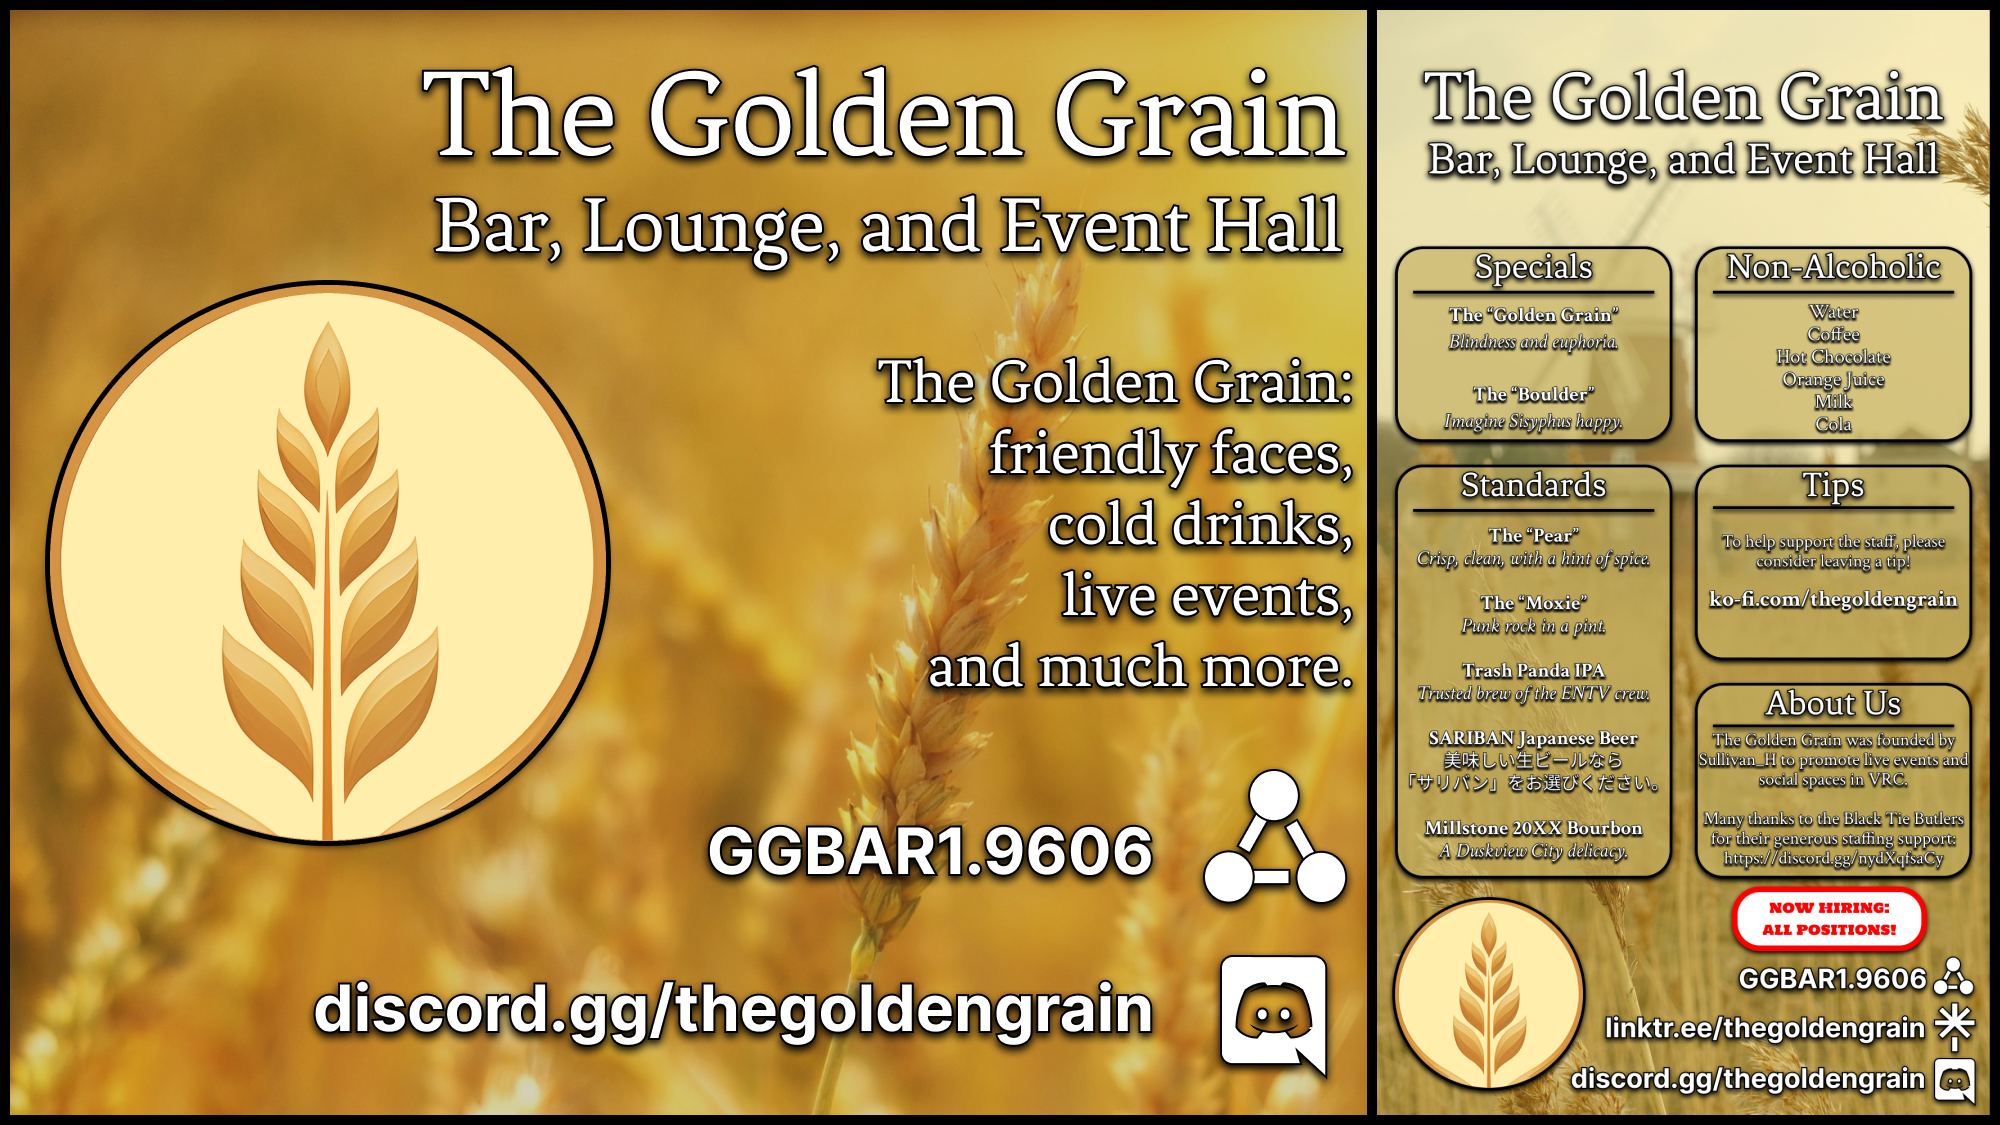 The Golden Grain
Bar, Lounge, and Event Hall
The Golden Grain:
friendly faces,
cold drinks,
live events,
and much more.
GGBAR1.9606
discord.gg/thegoldengrain
The Golden Grain
Bar, Lounge, and Event Hall
Specials
The “Golden Grain”
Blindness and euphoria.
The “Boulder”
Imagine Sisyphus happy.
Non-Alcoholic
Water
Coffee
Hot Chocolate
Orange Juice
Milk
Cola
Standards
The “Pear”
Crisp, clean, with a hint of spice.
The “Moxie”
Punk rock in a pint.
Trash Panda IPA
Trusted brew of the ENTV crew.
SARIBAN Japanese Beer
美味しい生ビールなら
「サリバン」をお選びください。
Millstone 20XX Bourbon
A Duskview City delicacy.
Tips
To help support the staff, please
consider leaving a tip!
ko-fi.com/thegoldengrain
About Us
The Golden Grain was founded by
Sullivan_H to promote live events and
social spaces in VRC.
Many thanks to the Black Tie Butlers
for their generous staffing support:
https://discord.gg/nydXqfsaCy
NOW HIRING:
ALL POSITIONS!
GGBAR1.9606
linktr.ee/thegoldengrain
discord.gg/thegoldengrain